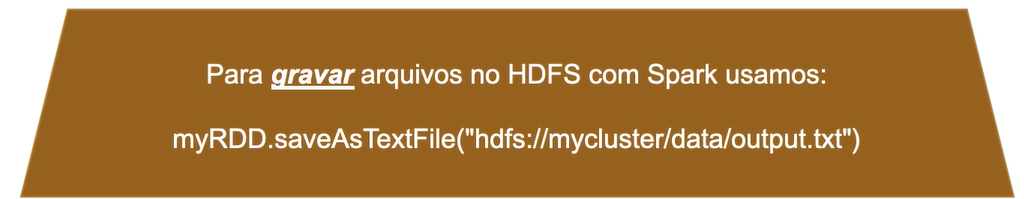 Para gravar arquivos no HDFS com Spark usamos:
myRDD.saveAsTextFile("hdfs://mycluster/data/output.txt")